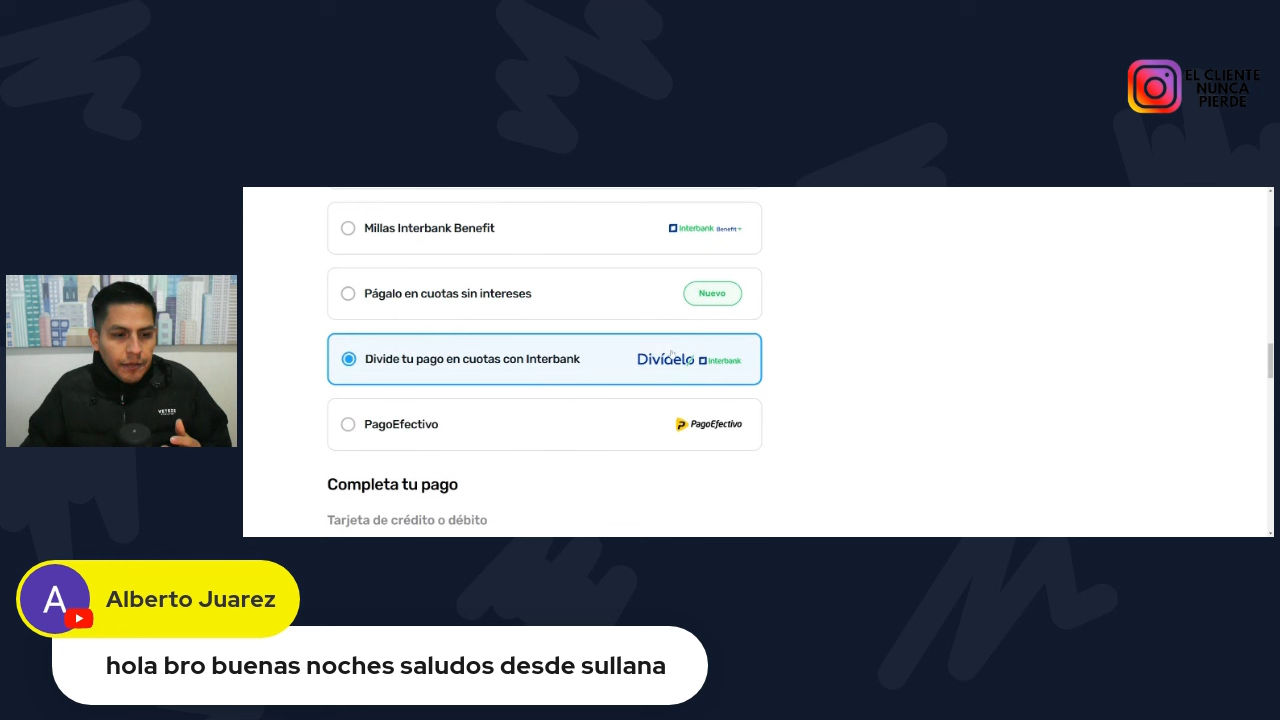 EL CLIENTE
NUNCA
PIERDE
Millas Interbank Benefit
Interbank Benefit+
Págalo en cuotas sin intereses
Nuevo
Divide tu pago en cuotas con Interbank
Divídelo Interbank
PagoEfectivo
PagoEfectivo
Completa tu pago
Tarjeta de crédito o débito
VETEZE
A
Alberto Juarez
hola bro buenas noches saludos desde sullana